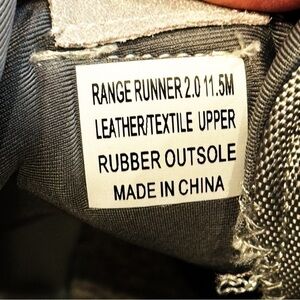 RANGE RUNNER 2.0 11.5M
LEATHER/TEXTILE UPPER
RUBBER OUTSOLE
MADE IN CHINA